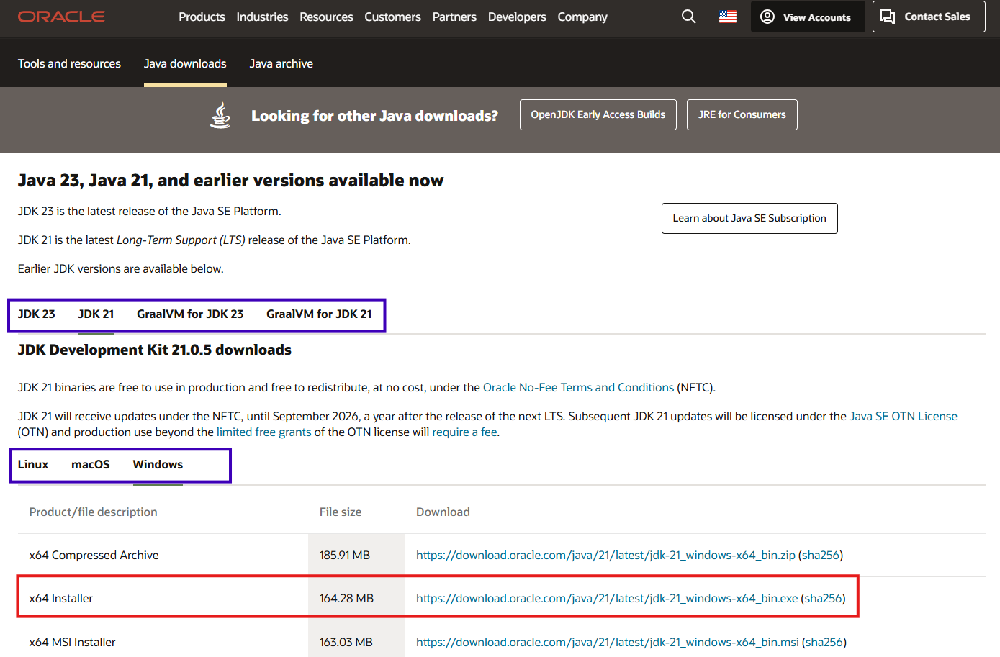 ORACLE
Products Industries Resources Customers Partners Developers Company
View Accounts
Contact Sales
Tools and resources Java downloads Java archive
Looking for other Java downloads?
OpenJDK Early Access Builds
JRE for Consumers
Java 23, Java 21, and earlier versions available now
JDK 23 is the latest release of the Java SE Platform.
Learn about Java SE Subscription
JDK 21 is the latest Long-Term Support (LTS) release of the Java SE Platform.
Earlier JDK versions are available below.
JDK 23 JDK 21 GraalVM for JDK 23 GraalVM for JDK 21
JDK Development Kit 21.0.5 downloads
JDK 21 binaries are free to use in production and free to redistribute, at no cost, under the Oracle No-Fee Terms and Conditions (NFTC).
JDK 21 will receive updates under the NFTC, until September 2026, a year after the release of the next LTS. Subsequent JDK 21 updates will be licensed under the Java SE OTN License
(OTN) and production use beyond the limited free grants of the OTN license will require a fee.
Linux macOS Windows
Product/file description File size Download
x64 Compressed Archive 185.91 MB https://download.oracle.com/java/21/latest/jdk-21_windows-x64_bin.zip (sha256)
x64 Installer 164.28 MB https://download.oracle.com/java/21/latest/jdk-21_windows-x64_bin.exe (sha256)
x64 MSI Installer 163.03 MB https://download.oracle.com/java/21/latest/jdk-21_windows-x64_bin.msi (sha256)